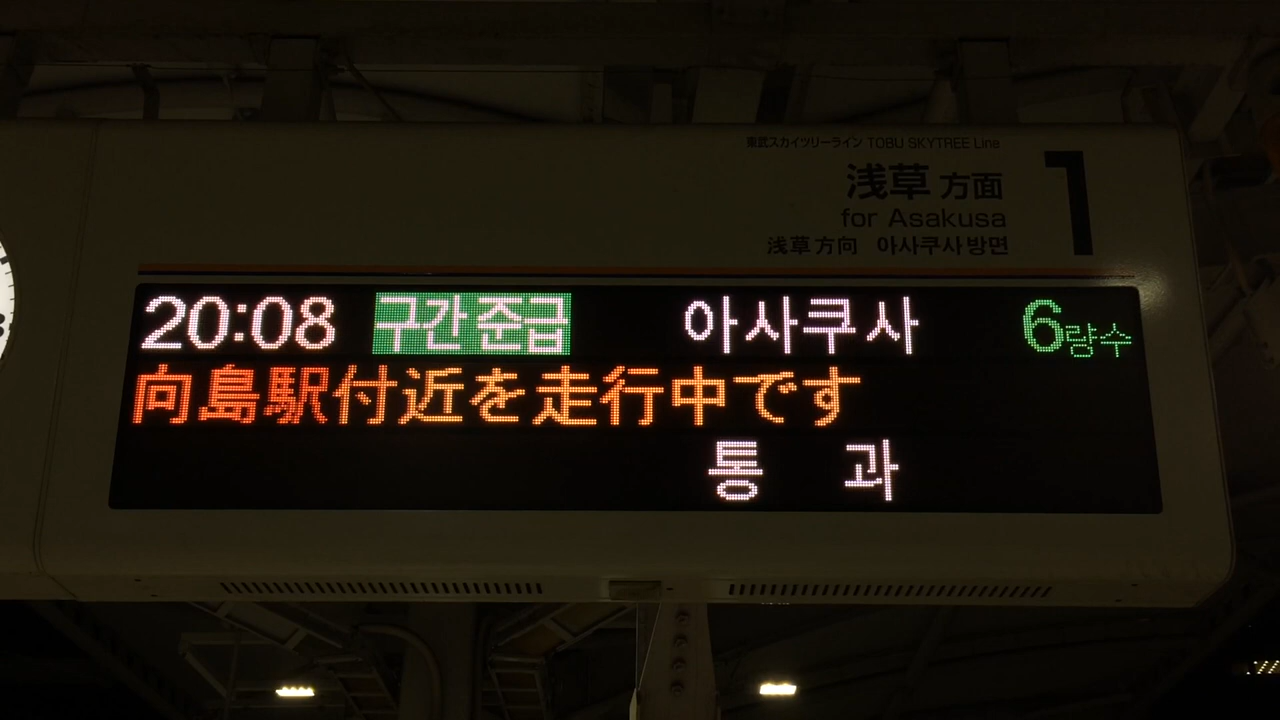 東武スカイツリーライン TOBU SKYTREE Line
浅草 方面 1
for Asakusa
浅草方向 아사쿠사방면
20:08 구간준급 아사쿠사 6량수
向島駅付近を走行中です
통 과